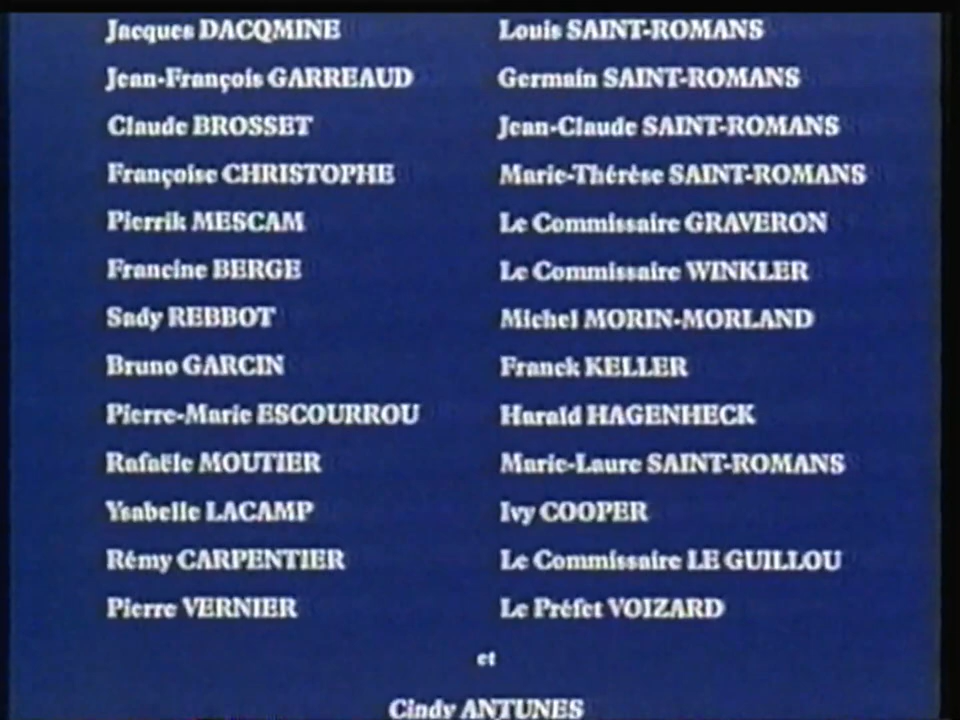 Jacques DACQMINE Louis SAINT-ROMANS
Jean-François GARREAUD Germain SAINT-ROMANS
Claude BROSSET Jean-Claude SAINT-ROMANS
Françoise CHRISTOPHE Marie-Thérèse SAINT-ROMANS
Pierrik MESCAM Le Commissaire GRAVERON
Francine BERGE Le Commissaire WINKLER
Sady REBBOT Michel MORIN-MORLAND
Bruno GARCIN Franck KELLER
Pierre-Marie ESCOURROU Harald HAGENHECK
Rafaële MOUTIER Marie-Laure SAINT-ROMANS
Ysabelle LACAMP Ivy COOPER
Rémy CARPENTIER Le Commissaire LE GUILLOU
Pierre VERNIER Le Préfet VOIZARD
et
Cindy ANTUNES